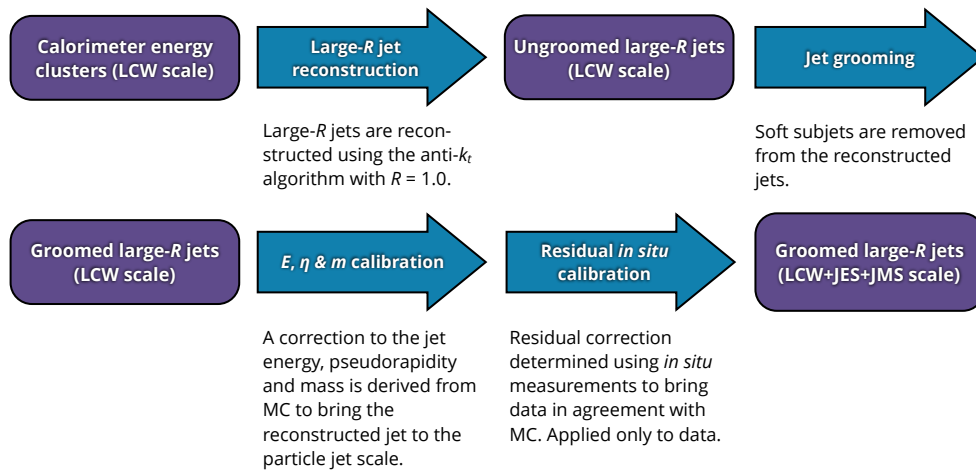 Calorimeter energy
clusters (LCW scale)
Large-R jet
reconstruction
Ungroomed large-R jets
(LCW scale)
Jet grooming
Large-R jets are recon-
structed using the anti-kt
algorithm with R = 1.0.
Soft subjets are removed
from the reconstructed
jets.
Groomed large-R jets
(LCW scale)
E, η & m calibration
Residual in situ
calibration
Groomed large-R jets
(LCW+JES+JMS scale)
A correction to the jet
energy, pseudorapidity
and mass is derived from
MC to bring the
reconstructed jet to the
particle jet scale.
Residual correction
determined using in situ
measurements to bring
data in agreement with
MC. Applied only to data.